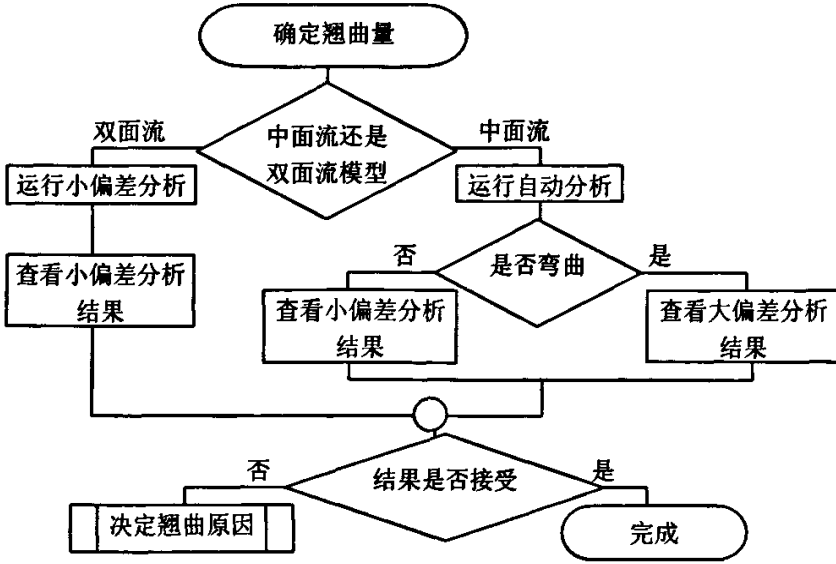 确定翘曲量
双面流
中面流还是
双面流模型
中面流
运行小偏差分析
运行自动分析
查看小偏差分析
结果
否
是否弯曲
是
查看小偏差分析
结果
查看大偏差分析
结果
否
结果是否接受
是
决定翘曲原因
完成